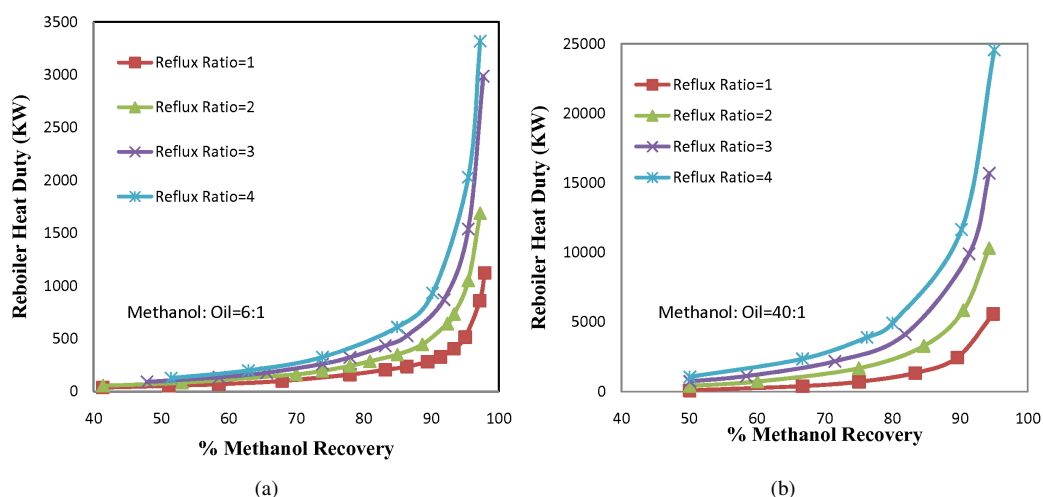 3500
3000
2500
2000
1500
1000
500
0
Reboiler Heat Duty (KW)
Reflux Ratio=1
Reflux Ratio=2
Reflux Ratio=3
Reflux Ratio=4
Methanol: Oil=6:1
40 50 60 70 80 90 100
% Methanol Recovery
(a)
25000
20000
15000
10000
5000
0
Reboiler Heat Duty (KW)
Reflux Ratio=1
Reflux Ratio=2
Reflux Ratio=3
Reflux Ratio=4
Methanol: Oil=40:1
40 50 60 70 80 90 100
% Methanol Recovery
(b)